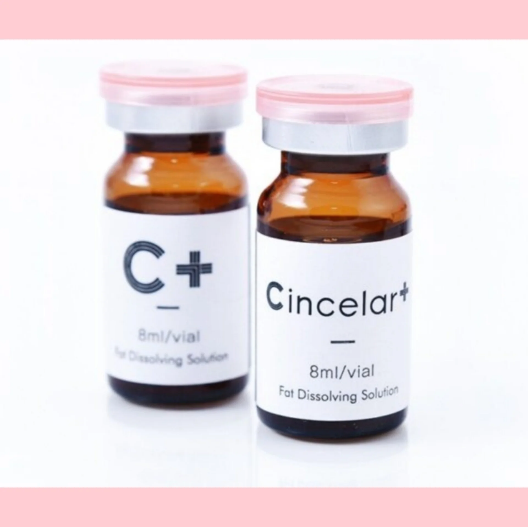 C+
8ml/vial
Fat Dissolving Solution
Cincelar+
8ml/vial
Fat Dissolving Solution